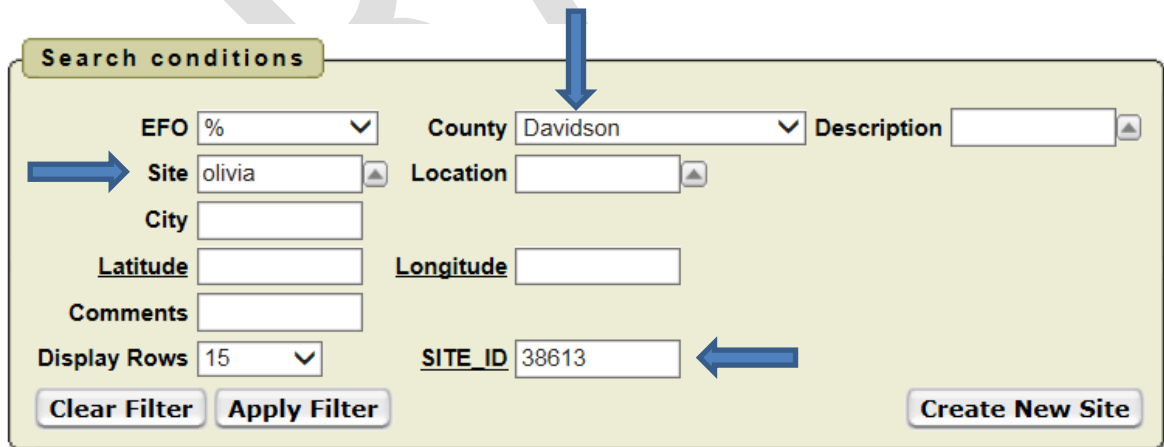 Search conditions
EFO % County Davidson Description
Site olivia Location
City
Latitude Longitude
Comments
Display Rows 15 SITE_ID 38613
Clear Filter Apply Filter Create New Site